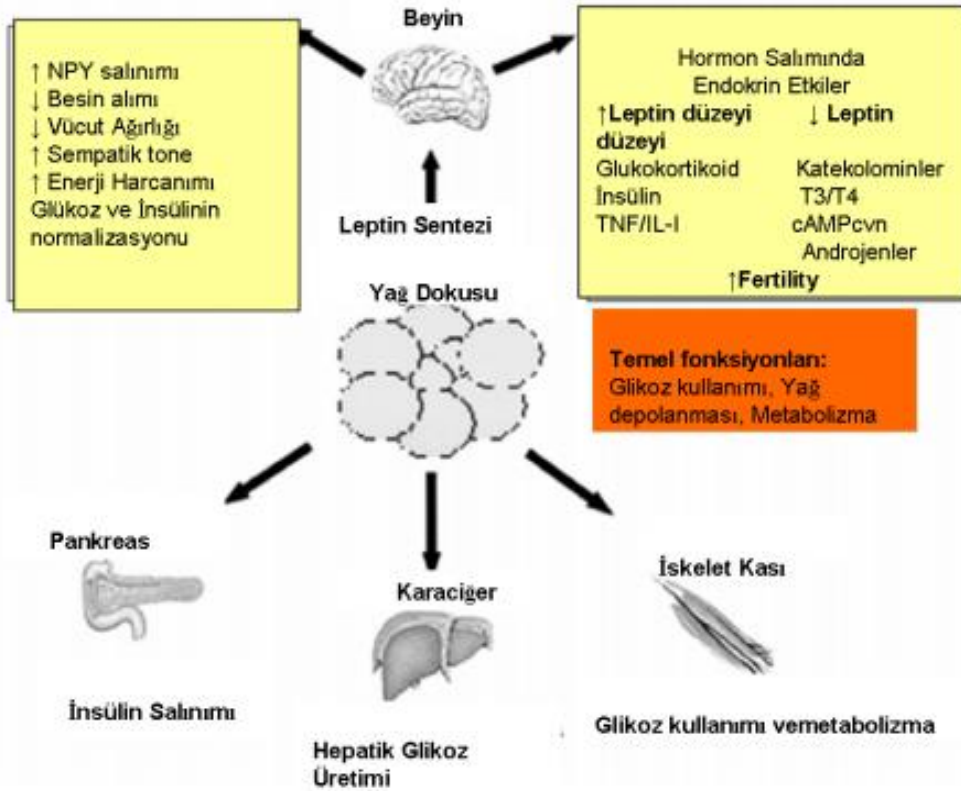 Beyin
↑ NPY salınımı
↓ Besin alımı
↓ Vücut Ağırlığı
↑ Sempatik tone
↑ Enerji Harcanımı
Glükoz ve İnsülinin
normalizasyonu
Hormon Salımında
Endokrin Etkiler
↑Leptin düzeyi ↓ Leptin
düzeyi
Glukokortikoid Katekolominler
İnsülin T3/T4
TNF/IL-I cAMPcvn
Androjenler
↑Fertility
Leptin Sentezi
Yağ Dokusu
Temel fonksiyonları:
Glikoz kullanımı, Yağ
depolanması, Metabolizma
Pankreas
İnsülin Salınımı
Karaciğer
Hepatik Glikoz
Üretimi
İskelet Kası
Glikoz kullanımı vemetabolizma